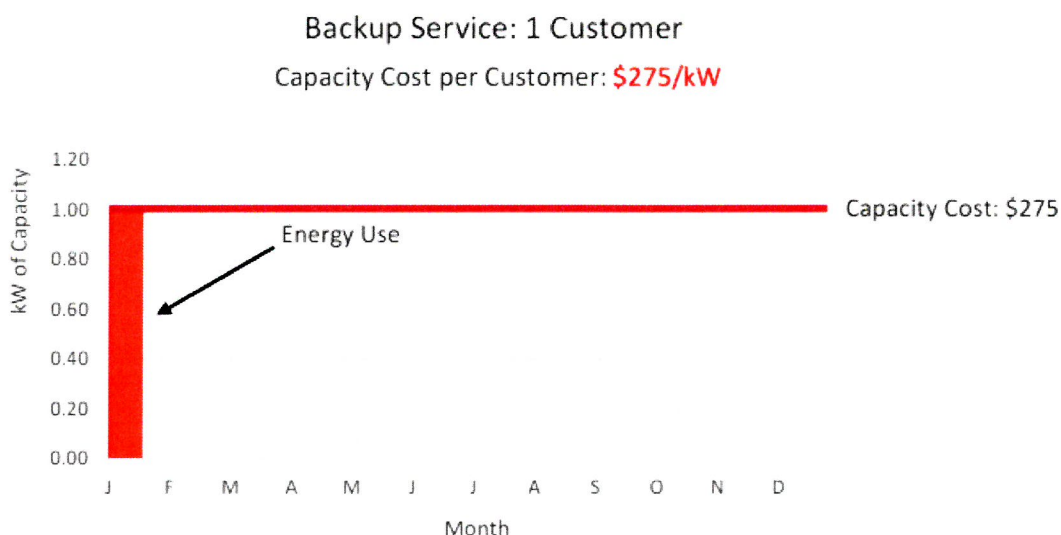 Backup Service: 1 Customer
Capacity Cost per Customer: $275/kW
kW of Capacity
1.20
1.00
0.80
0.60
0.40
0.20
0.00
Energy Use
Capacity Cost: $275
J F M A M J J A S O N D
Month